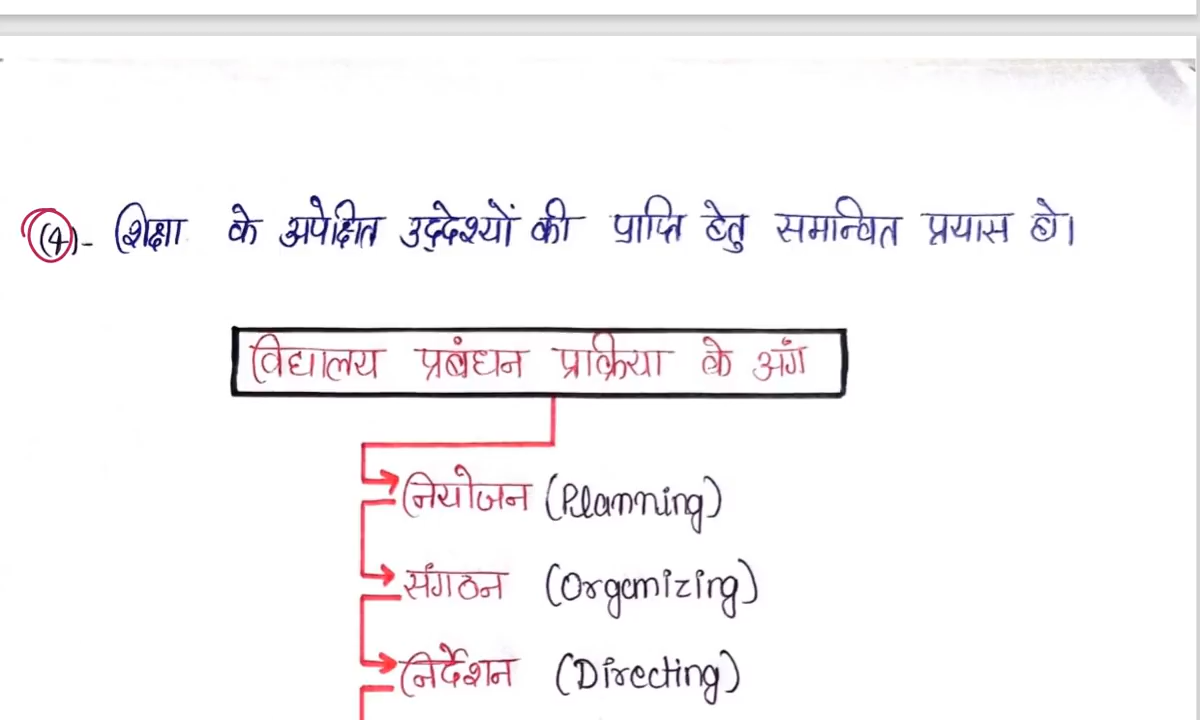 (4)- शिक्षा के अपेक्षित उद्देश्यों की प्राप्ति हेतु समन्वित प्रयास हो।
विद्यालय प्रबंधन प्रक्रिया के अंग
नियोजन (Planning)
संगठन (Organizing)
निर्देशन (Directing)